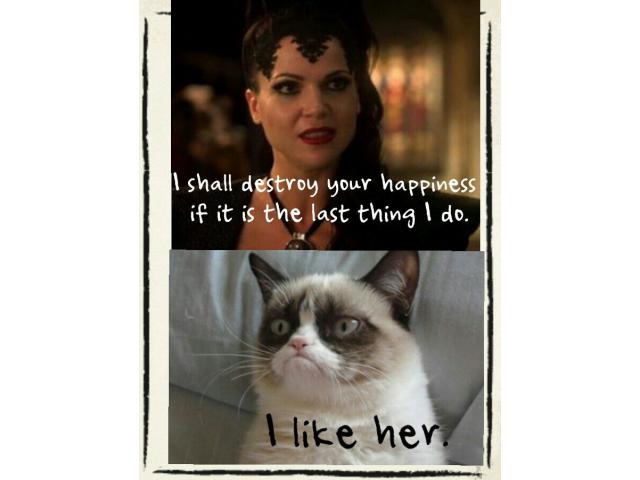 I shall destroy your happiness
if it is the last thing I do.
I like her.